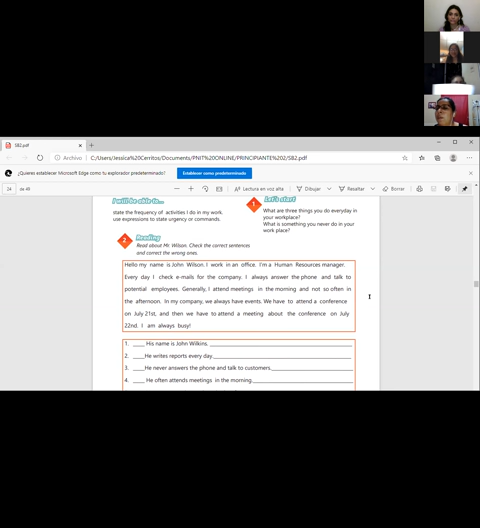 SB2.pdf
Archivo | C:/Users/Jessica%20Cerritos/Documents/PNIT%20ONLINE/PRINCIPIANTE%202/SB2.pdf
¿Quieres establecer Microsoft Edge como tu explorador predeterminado? Establecer como predeterminado
24 de 49 Lectura en voz alta Dibujar Resaltar Borrar
I will be able to...
state the frequency of activities I do in my work.
use expressions to state urgency or commands.
1 Let's start
What are three things you do everyday in
your workplace?
What is something you never do in your
work place?
2 Reading
Read about Mr. Wilson. Check the correct sentences
and correct the wrong ones.
Hello my name is John Wilson. I work in an office. I'm a Human Resources manager.
Every day I check e-mails for the company. I always answer the phone and talk to
potential employees. Generally, I attend meetings in the morning and not so often in
the afternoon. In my company, we always have events. We have to attend a conference
on July 21st, and then we have to attend a meeting about the conference on July
22nd. I am always busy!
1. ____ His name is John Wilkins.
2. ____He writes reports every day.
3. ____He never answers the phone and talk to customers.
4. ____ He often attends meetings in the morning.